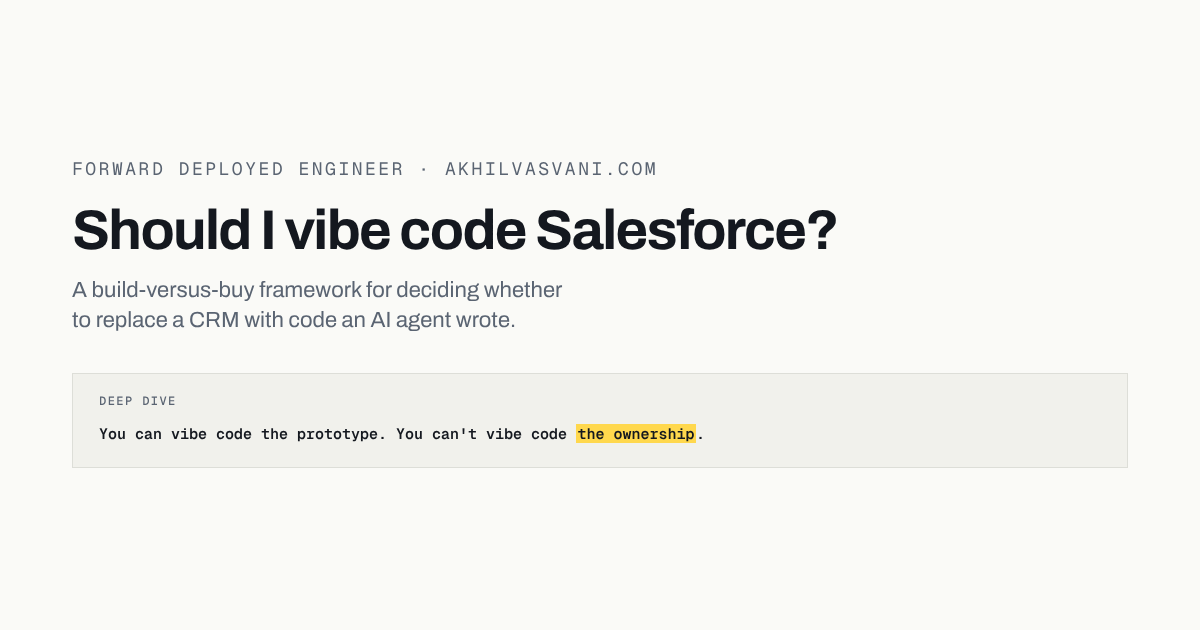 FORWARD DEPLOYED ENGINEER · AKHILVASVANI.COM
Should I vibe code Salesforce?
A build-versus-buy framework for deciding whether
to replace a CRM with code an AI agent wrote.
DEEP DIVE
You can vibe code the prototype. You can't vibe code the ownership.